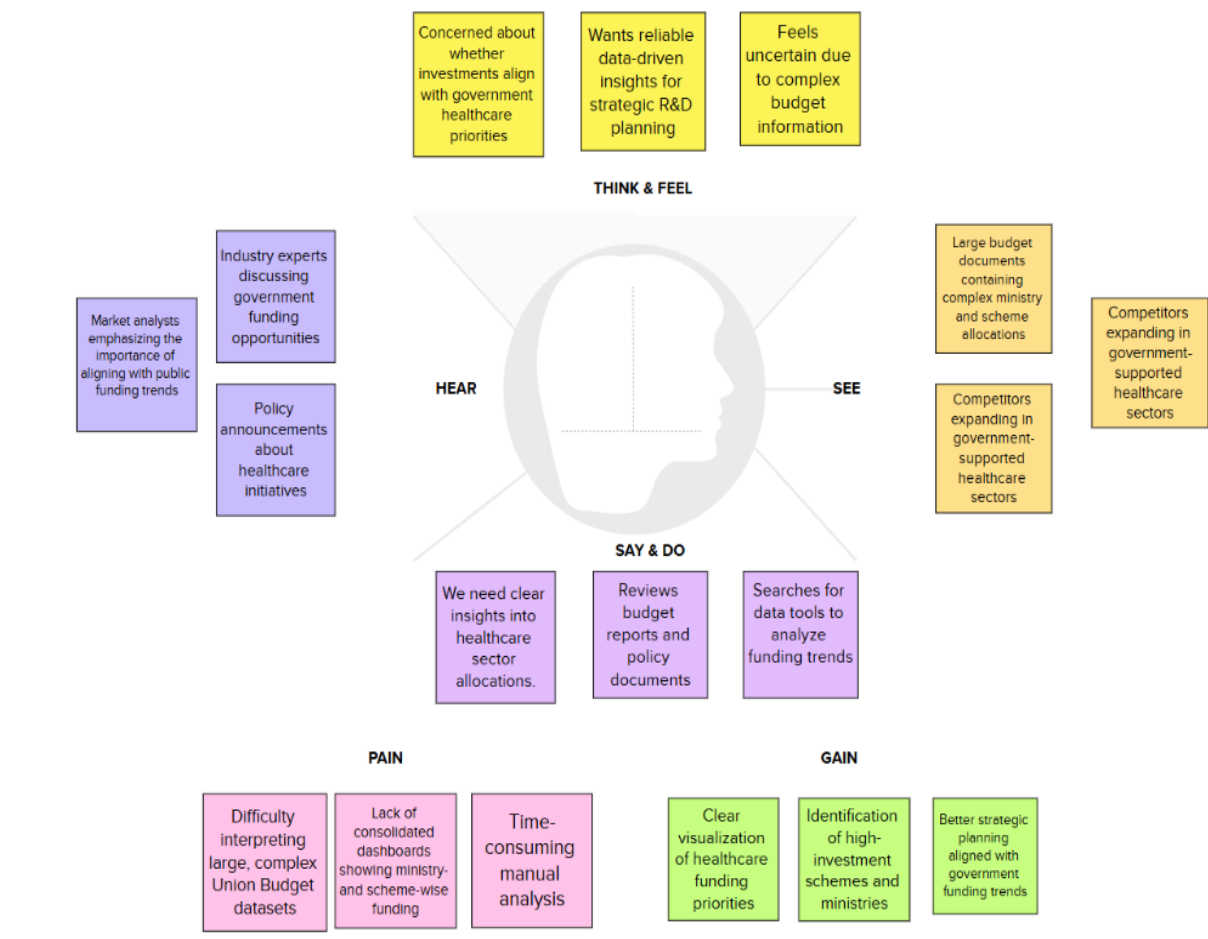 Concerned about
whether
investments align
with government
healthcare
priorities
Wants reliable
data-driven
insights for
strategic R&D
planning
Feels
uncertain due
to complex
budget
information
THINK & FEEL
Market analysts
emphasizing the
importance of
aligning with public
funding trends
Industry experts
discussing
government
funding
opportunities
Policy
announcements
about
healthcare
initiatives
HEAR
SEE
Large budget
documents
containing
complex ministry
and scheme
allocations
Competitors
expanding in
government-
supported
healthcare
sectors
Competitors
expanding in
government-
supported
healthcare
sectors
SAY & DO
We need clear
insights into
healthcare
sector
allocations.
Reviews
budget
reports and
policy
documents
Searches for
data tools to
analyze
funding trends
PAIN
Difficulty
interpreting
large, complex
Union Budget
datasets
Lack of
consolidated
dashboards
showing ministry-
and scheme-wise
funding
Time-
consuming
manual
analysis
GAIN
Clear
visualization
of healthcare
funding
priorities
Identification
of high-
investment
schemes and
ministries
Better strategic
planning
aligned with
government
funding trends